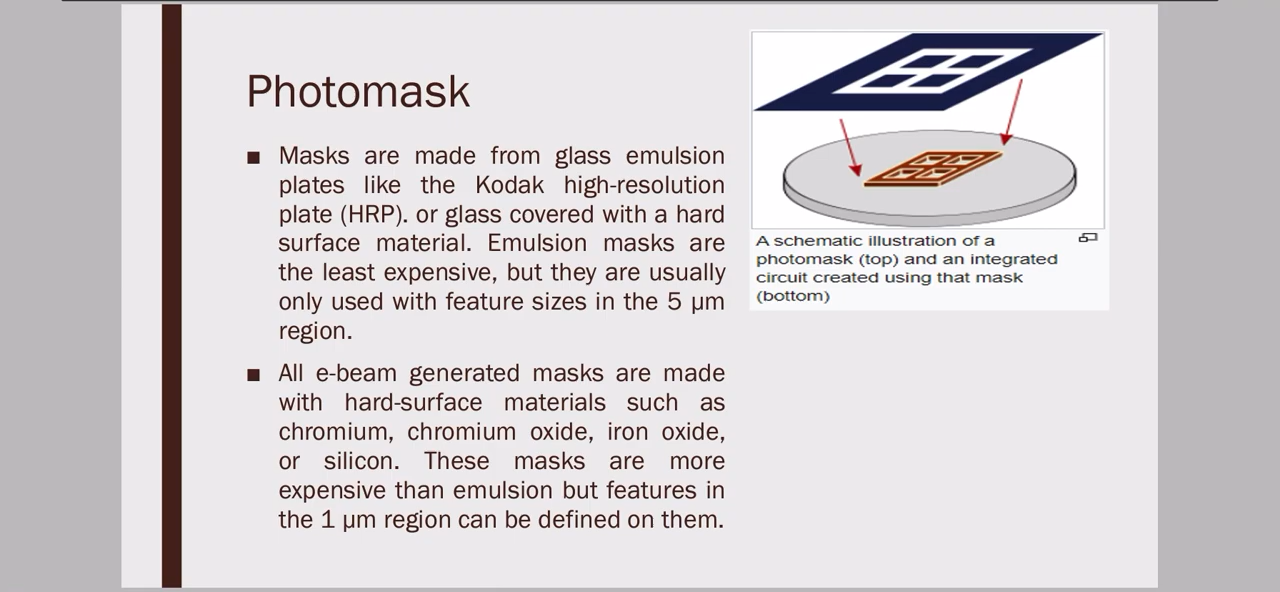 Photomask
■ Masks are made from glass emulsion
plates like the Kodak high-resolution
plate (HRP). or glass covered with a hard
surface material. Emulsion masks are
the least expensive, but they are usually
only used with feature sizes in the 5 µm
region.
■ All e-beam generated masks are made
with hard-surface materials such as
chromium, chromium oxide, iron oxide,
or silicon. These masks are more
expensive than emulsion but features in
the 1 µm region can be defined on them.
A schematic illustration of a
photomask (top) and an integrated
circuit created using that mask
(bottom)